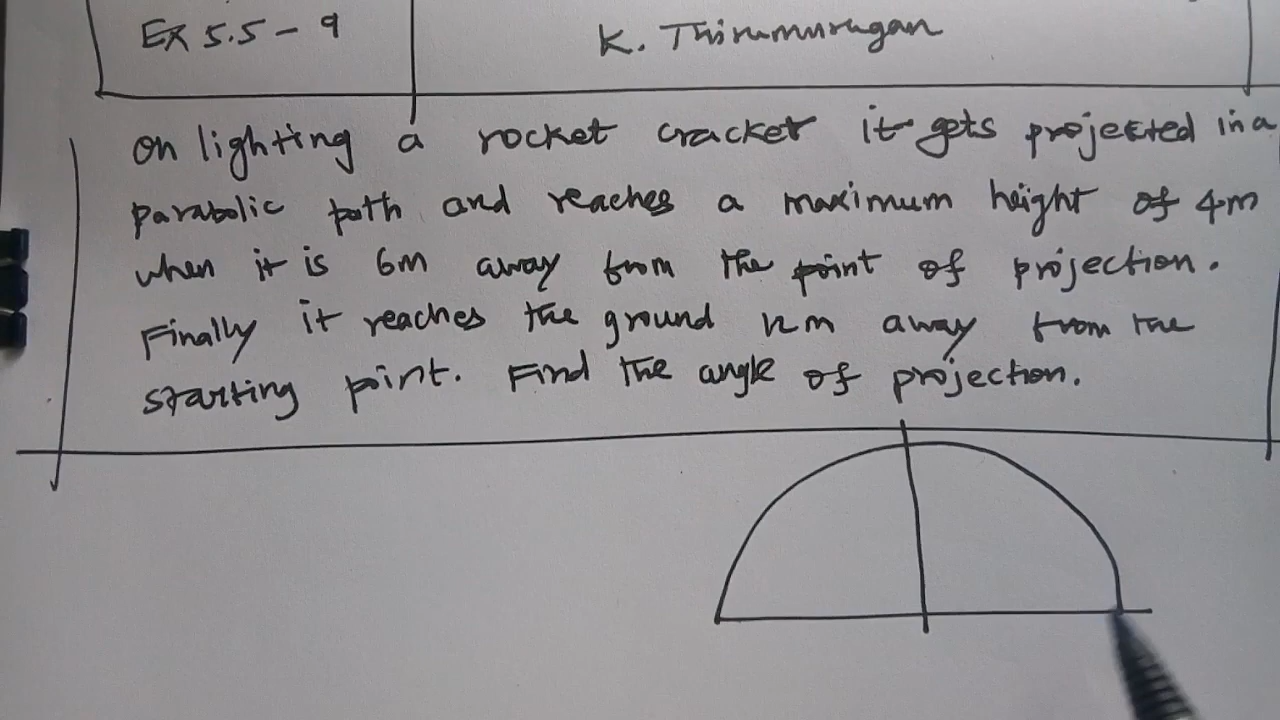 Ex 5.5 - 9
K. Thirumurugan
on lighting a rocket cracket it gets projected in a
parabolic path and reaches a maximum height of 4m
when it is 6m away from the point of projection.
Finally it reaches the ground 12m away from the
starting point. Find the angle of projection.